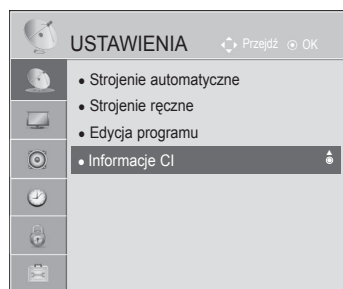 USTAWIENIA Przejdź OK
• Strojenie automatyczne
• Strojenie ręczne
• Edycja programu
• Informacje CI